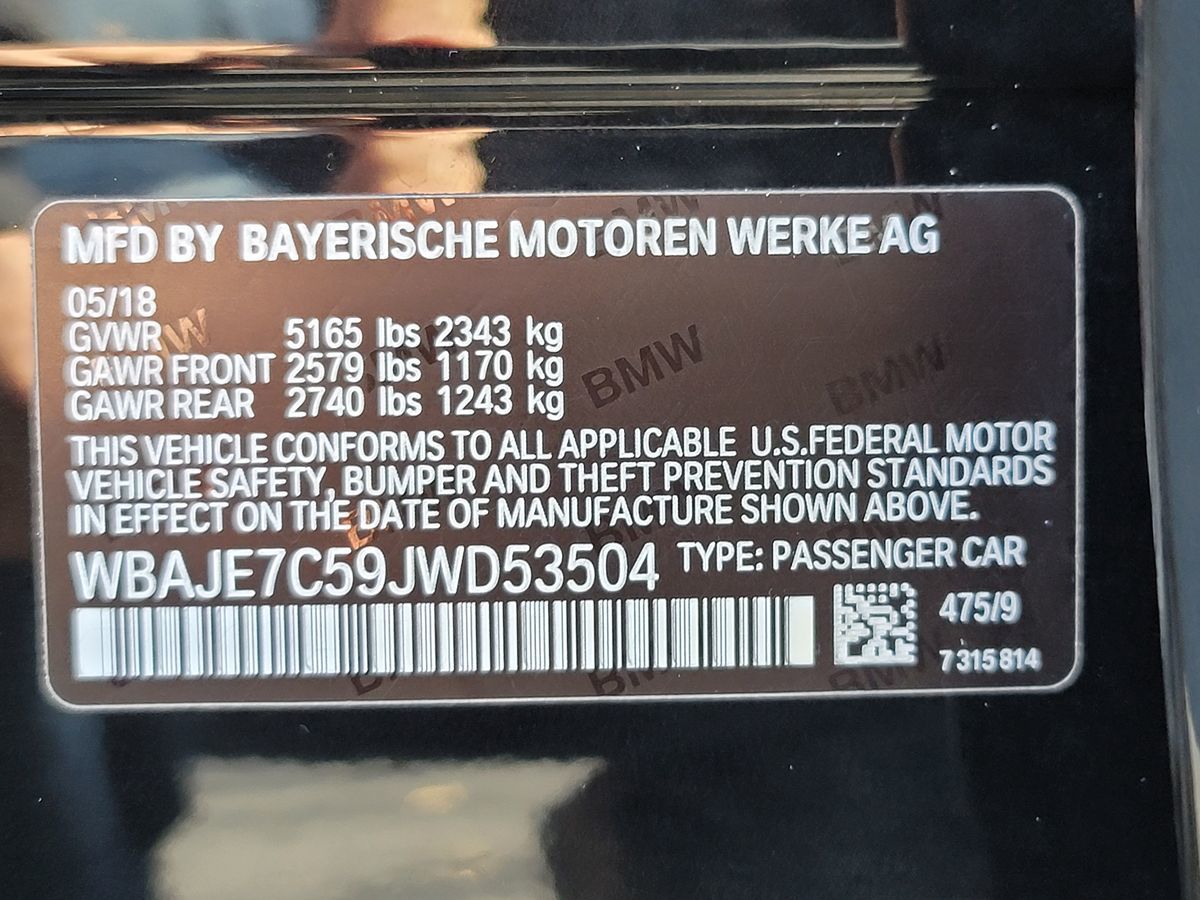 MFD BY BAYERISCHE MOTOREN WERKE AG
05/18
GVWR 5165 lbs 2343 kg
GAWR FRONT 2579 lbs 1170 kg
GAWR REAR 2740 lbs 1243 kg
THIS VEHICLE CONFORMS TO ALL APPLICABLE U.S.FEDERAL MOTOR
VEHICLE SAFETY, BUMPER AND THEFT PREVENTION STANDARDS
IN EFFECT ON THE DATE OF MANUFACTURE SHOWN ABOVE.
WBAJE7C59JWD53504 TYPE: PASSENGER CAR
475/9
7 315 814
BMW
BMW